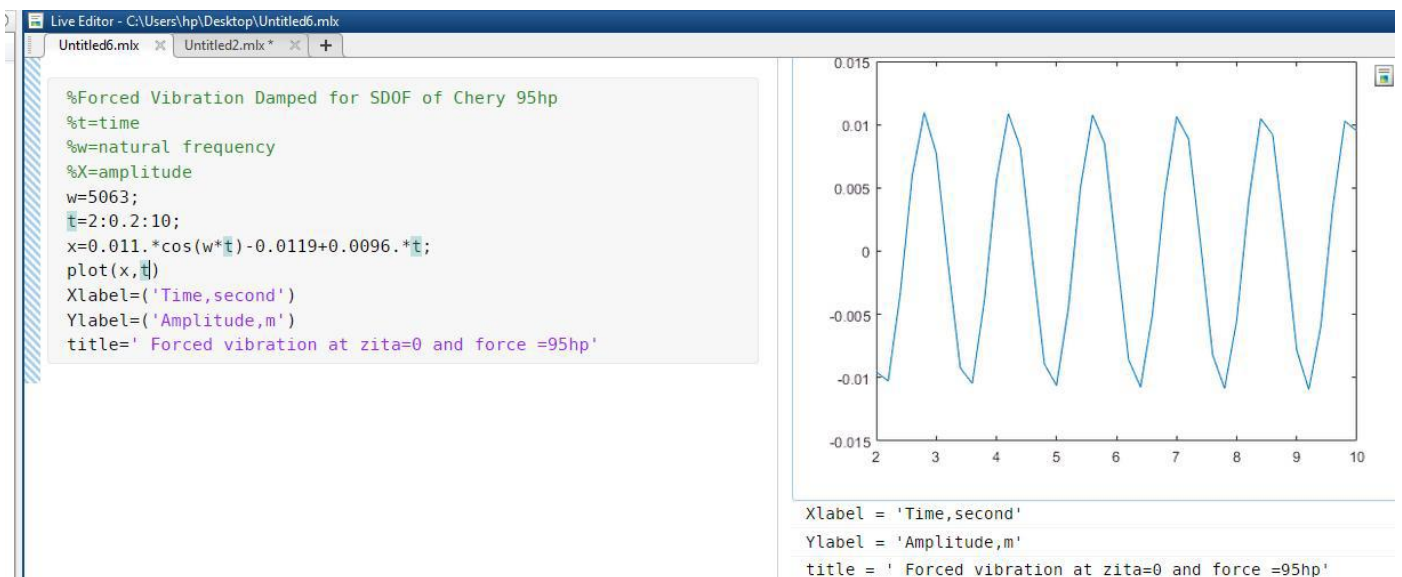 Live Editor - C:\Users\hp\Desktop\Untitled6.mlx
Untitled6.mlx Untitled2.mlx * +
%Forced Vibration Damped for SDOF of Chery 95hp
%t=time
%w=natural frequency
%X=amplitude
w=5063;
t=2:0.2:10;
x=0.011.*cos(w*t)-0.0119+0.0096.*t;
plot(x,t)
Xlabel=('Time,second')
Ylabel=('Amplitude,m')
title=' Forced vibration at zita=0 and force =95hp'
0.015
0.01
0.005
0
-0.005
-0.01
-0.015
2 3 4 5 6 7 8 9 10
Xlabel = 'Time,second'
Ylabel = 'Amplitude,m'
title = ' Forced vibration at zita=0 and force =95hp'